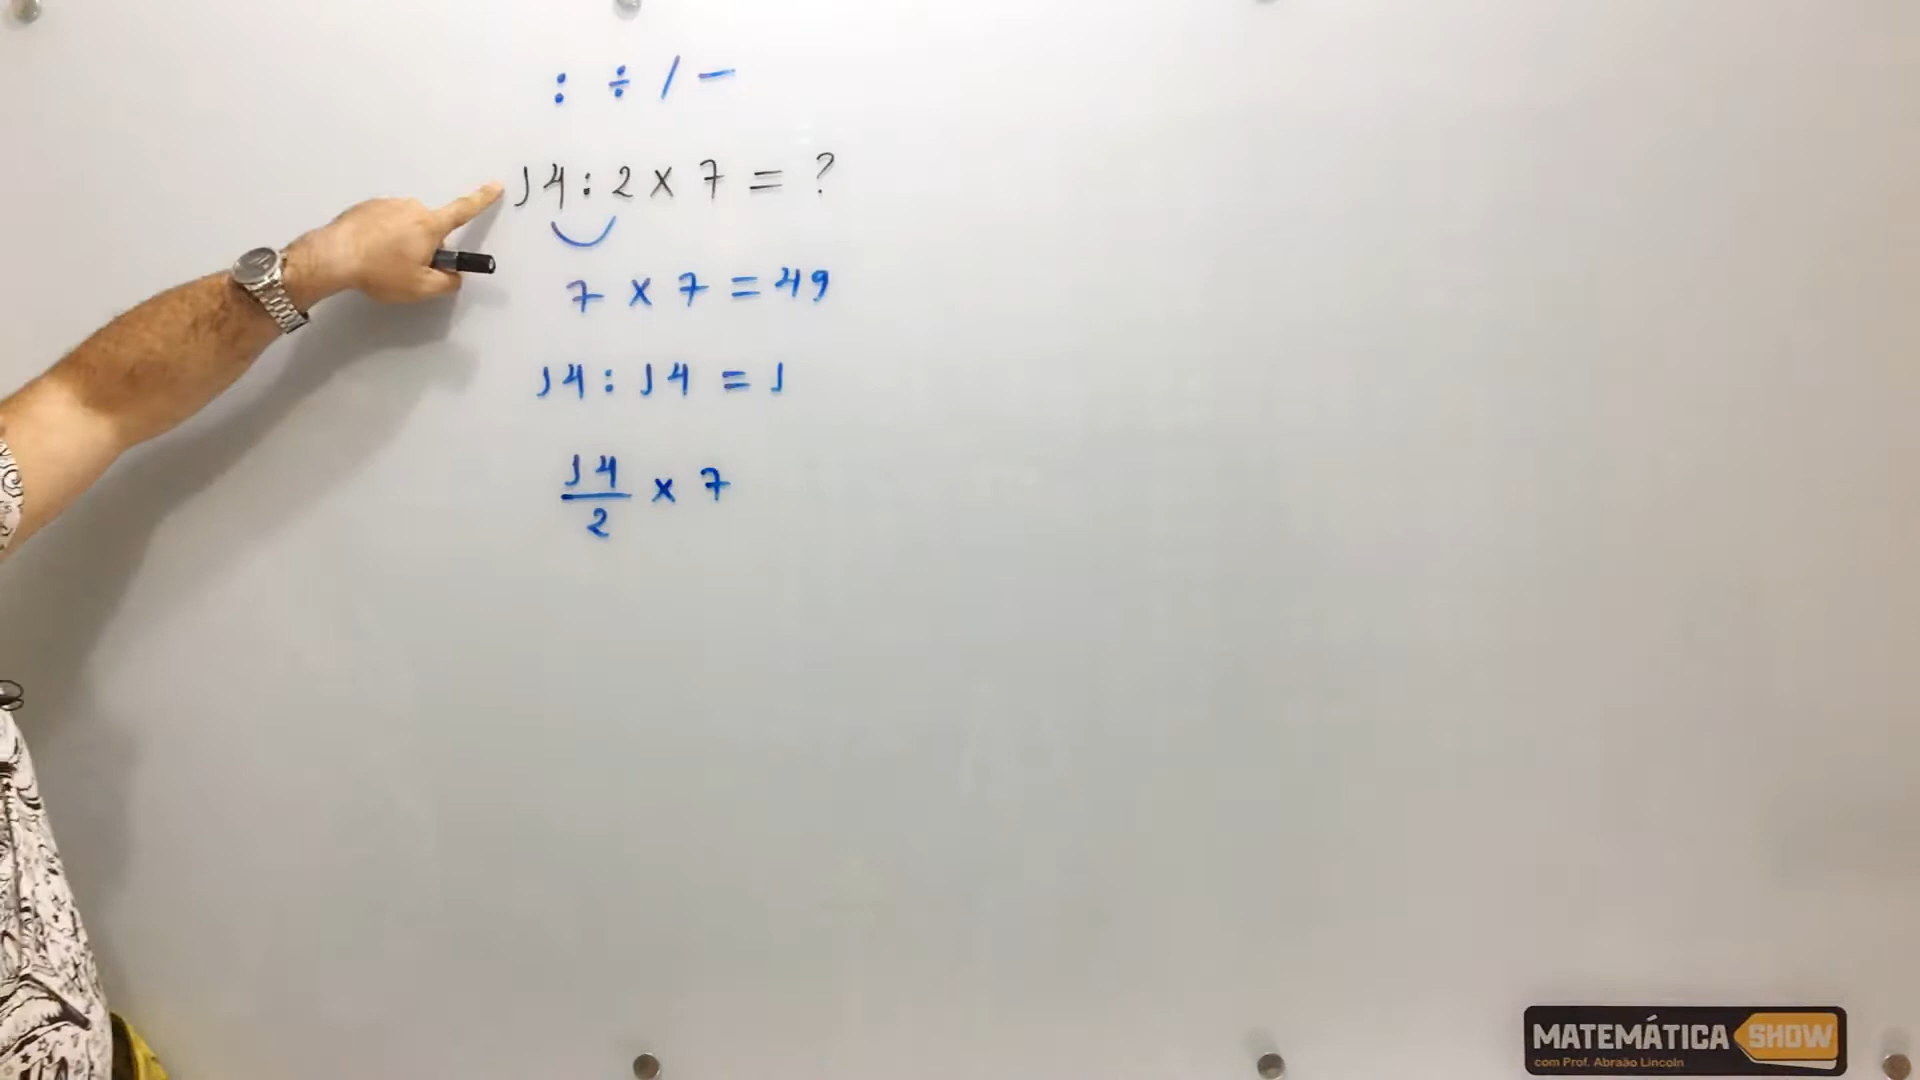 : ÷ / −
14 : 2 x 7 = ?
7 x 7 = 49
14 : 14 = 1
14/2 x 7
MATEMÁTICA SHOW
com Prof. Abraão Lincoln